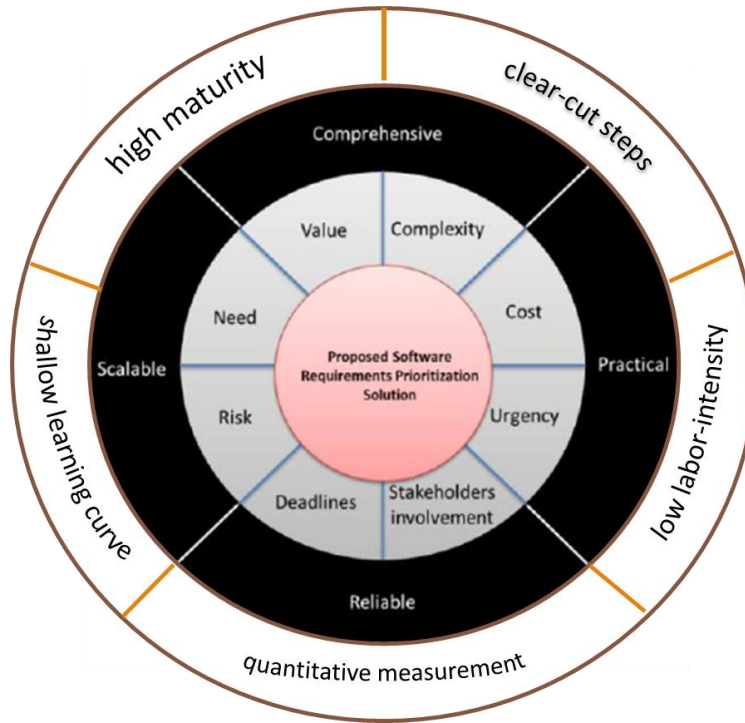 high maturity
clear-cut steps
Comprehensive
Value
Complexity
Need
Cost
Proposed Software
Requirements Prioritization
Solution
Scalable
Practical
Risk
Urgency
Deadlines
Stakeholders
involvement
Reliable
shallow learning curve
low labor-intensity
quantitative measurement